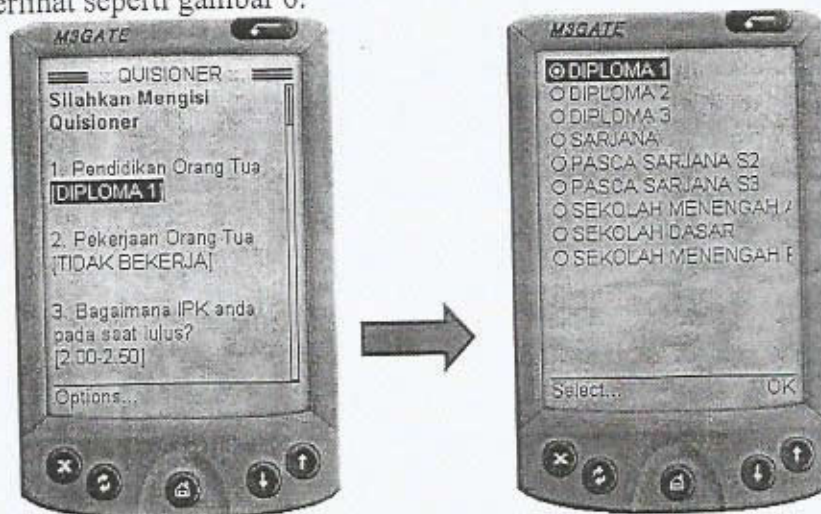 erlihat seperti gambar 6.
M3GATE
::: QUISIONER :::
Silahkan Mengisi
Quisioner
1. Pendidikan Orang Tua
[DIPLOMA 1]
2. Pekerjaan Orang Tua
[TIDAK BEKERJA]
3. Bagaimana IPK anda
pada saat lulus?
[2.00-2.50]
Options...
M3GATE
DIPLOMA 1
DIPLOMA 2
DIPLOMA 3
SARJANA
PASCA SARJANA S2
PASCA SARJANA S3
SEKOLAH MENENGAH A
SEKOLAH DASAR
SEKOLAH MENENGAH
Select... OK